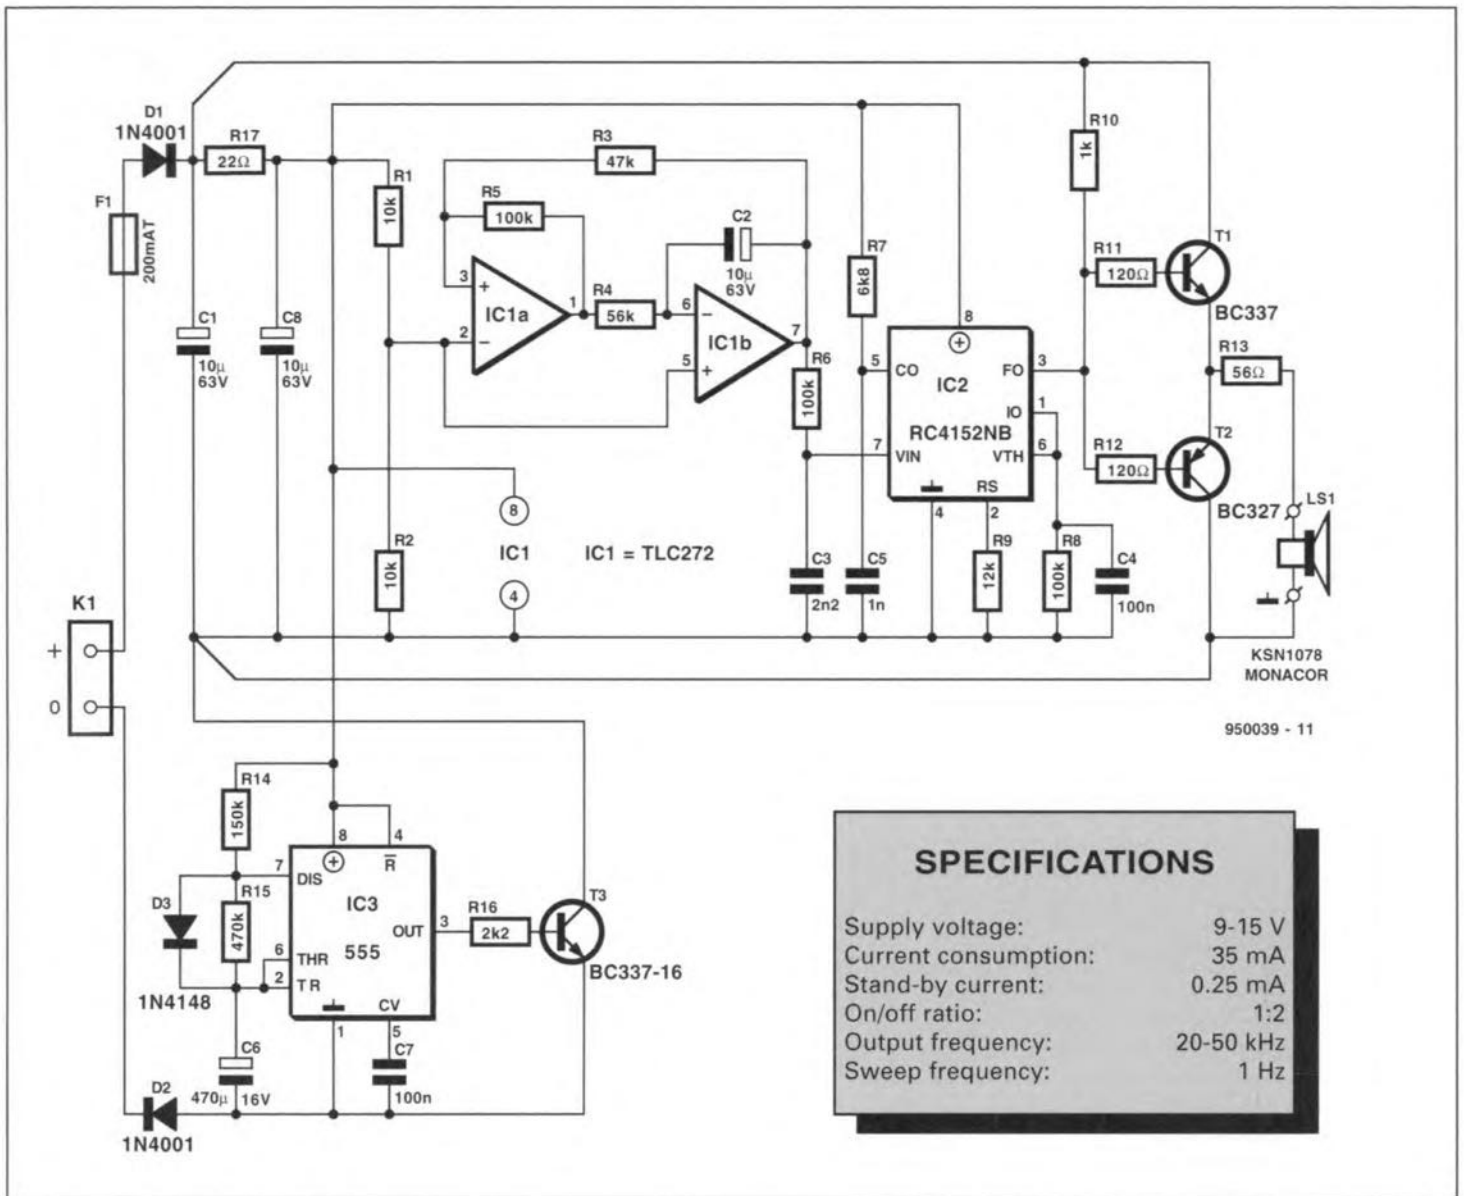 D1
1N4001
R17
22Ω
F1
200mAT
C1
10µ
63V
C8
10µ
63V
R1
10k
R2
10k
R3
47k
R5
100k
3
+
2
−
IC1a
1
R4
56k
C2
10µ
63V
6
−
5
+
IC1b
7
R6
100k
R7
6k8
8
5
CO
IC2
FO
3
IO
1
RC4152NB
7
VIN
VTH
6
RS
4
2
R9
12k
R8
100k
C3
2n2
C5
1n
C4
100n
R10
1k
R11
120Ω
T1
BC337
R13
56Ω
R12
120Ω
T2
BC327
LS1
KSN1078
MONACOR
950039 - 11
8
IC1
4
IC1 = TLC272
K1
+
0
R14
150k
8
4
+
R
7
DIS
R15
470k
D3
1N4148
IC3
555
6
THR
2
TR
OUT
3
CV
1
5
R16
2k2
T3
BC337-16
C6
470µ
16V
C7
100n
D2
1N4001
SPECIFICATIONS
Supply voltage: 9-15 V
Current consumption: 35 mA
Stand-by current: 0.25 mA
On/off ratio: 1:2
Output frequency: 20-50 kHz
Sweep frequency: 1 Hz